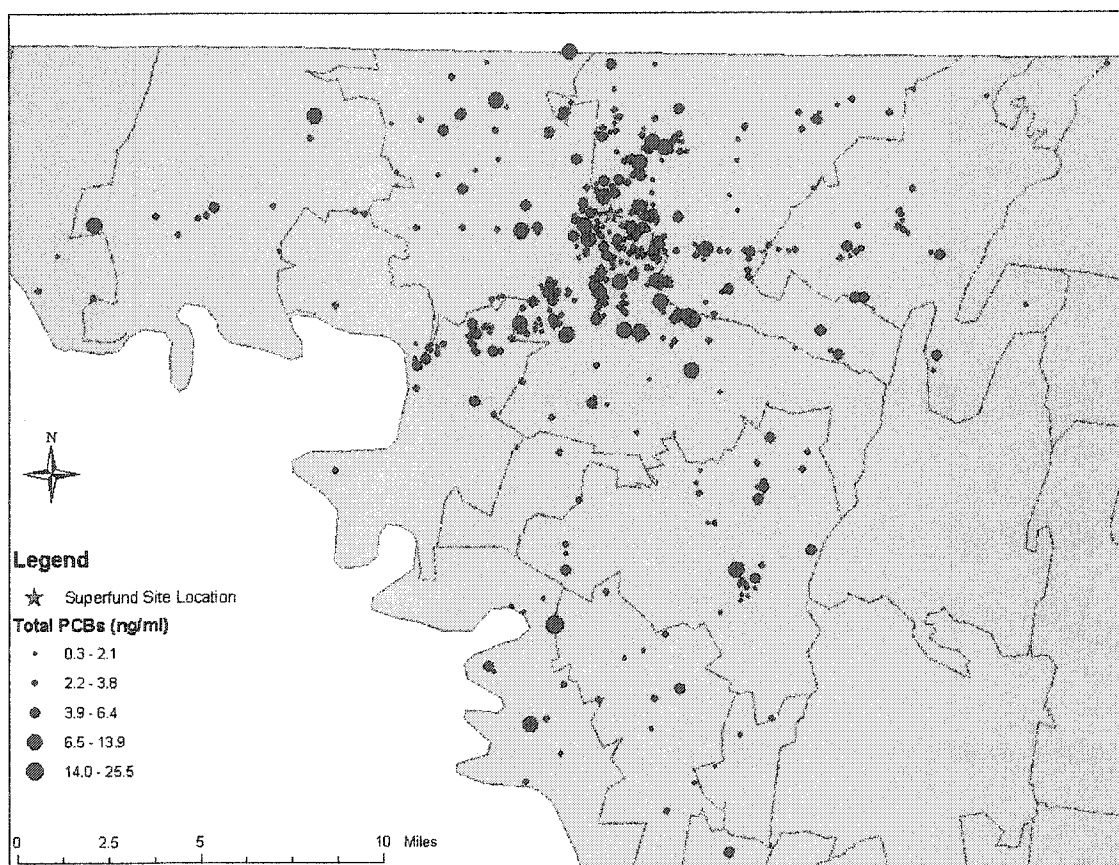 N
Legend
Superfund Site Location
Total PCBs (ng/ml)
0.3 - 2.1
2.2 - 3.8
3.9 - 6.4
6.5 - 13.9
14.0 - 25.5
0 2.5 5 10 Miles